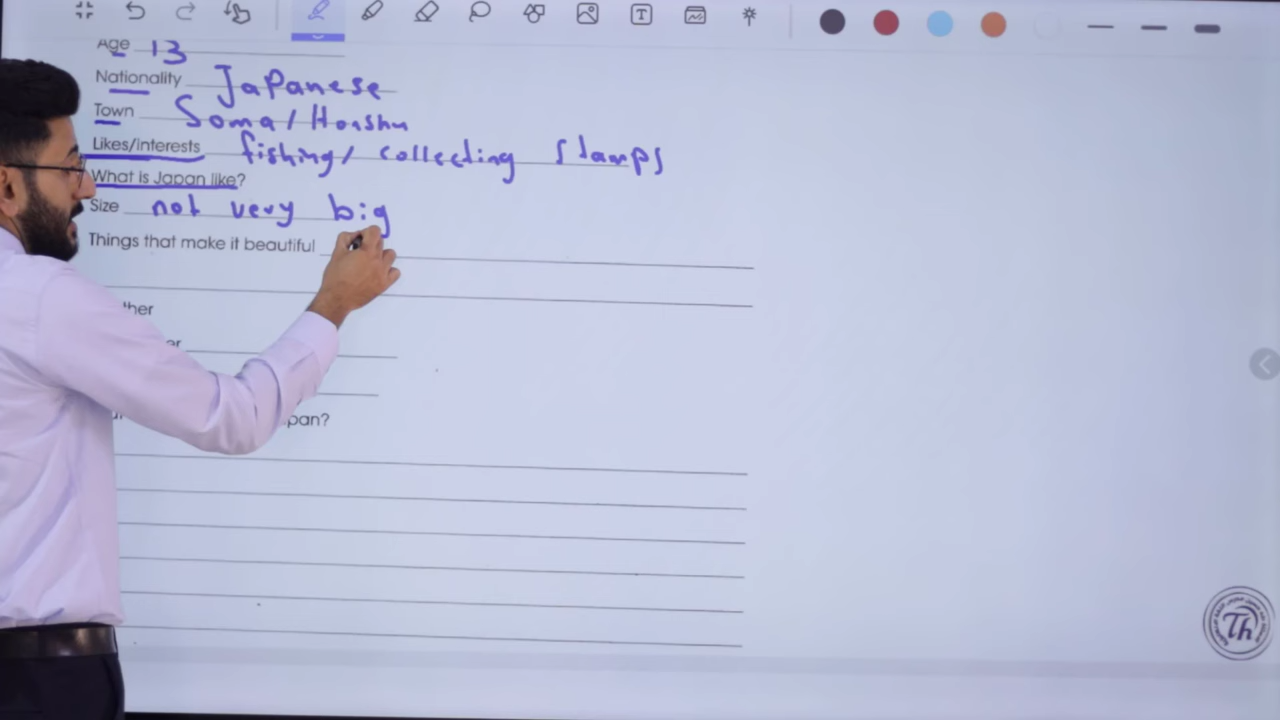 Age 13
Nationality Japanese
Town Soma/Honshu
Likes/interests fishing/ collecting stamps
What is Japan like?
Size not very big
Things that make it beautiful
ther
er
pan?
Th